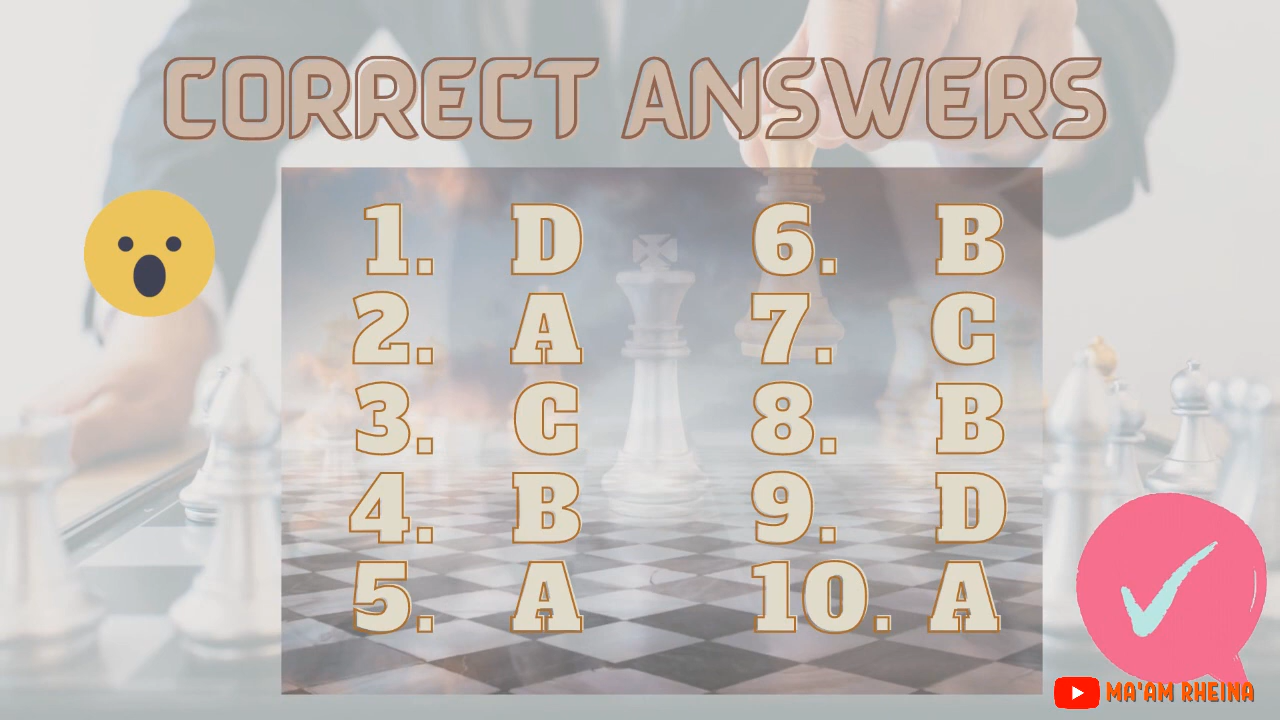 CORRECT ANSWERS
1. D
2. A
3. C
4. B
5. A
6. B
7. C
8. B
9. D
10. A
MA'AM RHEINA